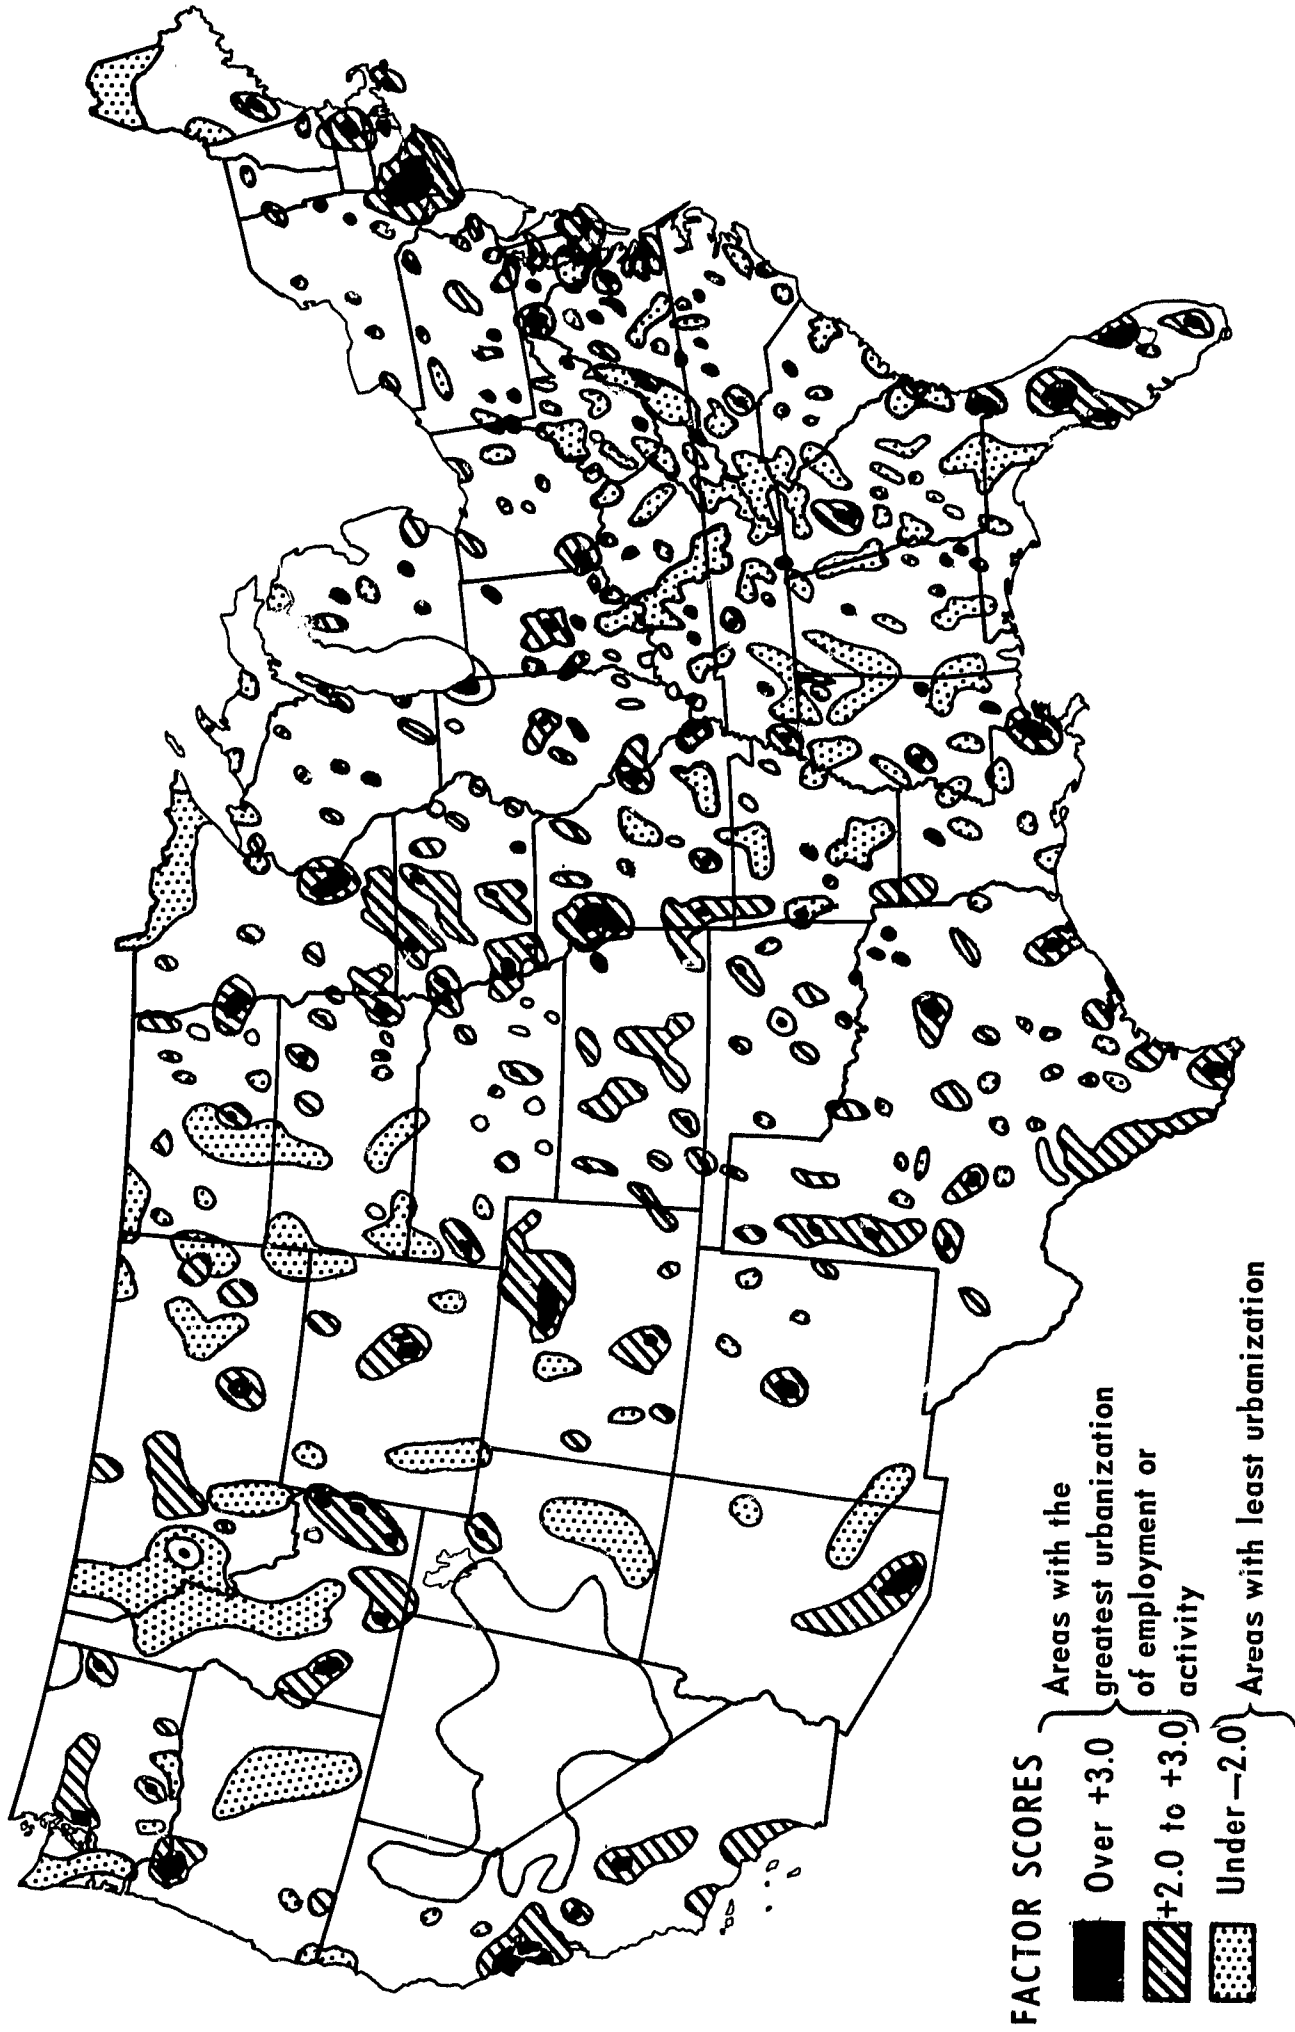 FACTOR SCORES
Over +3.0
+2.0 to +3.0
Under −2.0
Areas with the
greatest urbanization
of employment or
activity
Areas with least urbanization